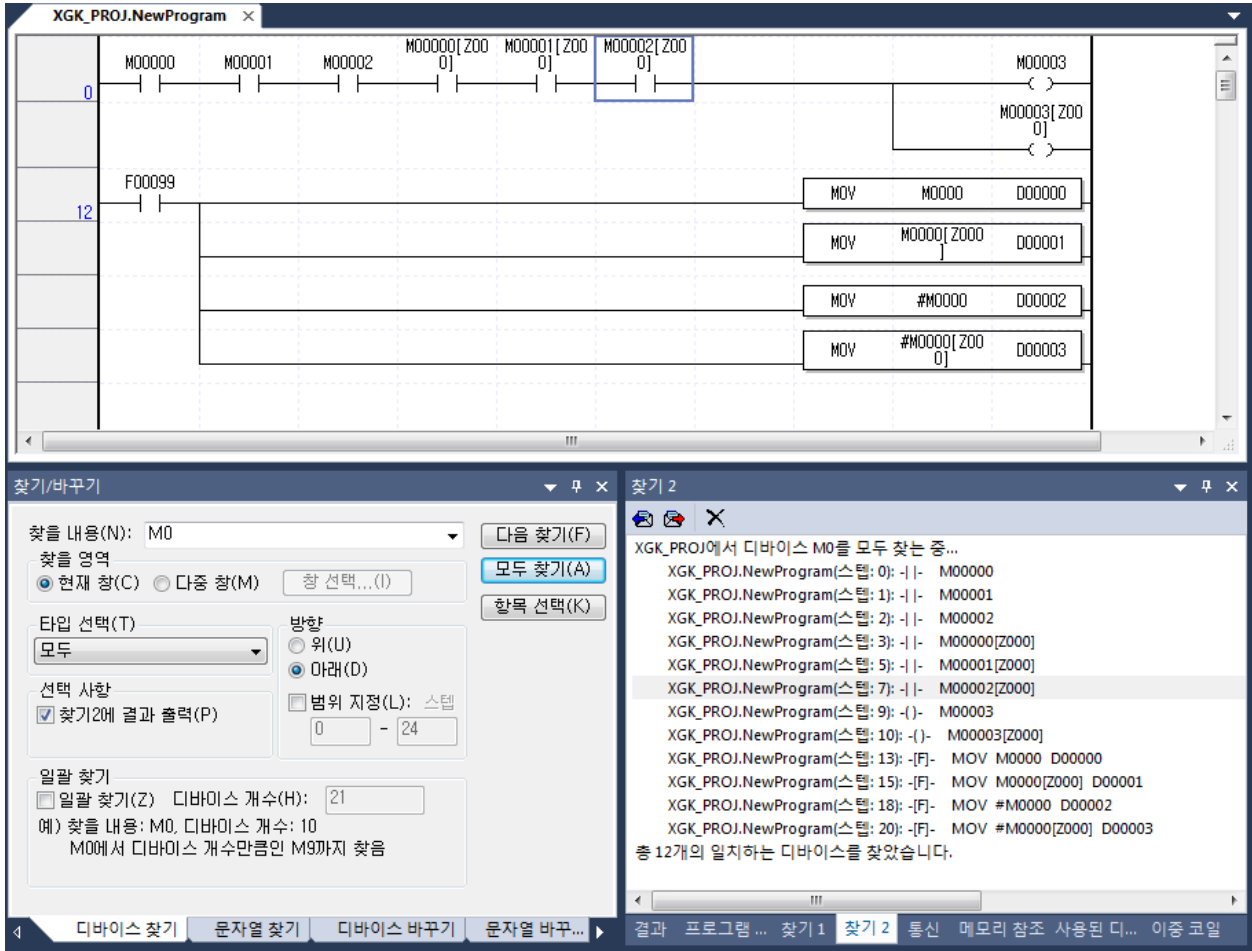 XGK_PROJ.NewProgram ×
M00000 M00001 M00002 M00000[Z00 M00001[Z00 M00002[Z00 M00003
0] 0] 0]
0
M00003[Z00
0]
F00099
12
MOV M0000 D00000
MOV M0000[Z000 D00001
]
MOV #M0000 D00002
MOV #M0000[Z00 D00003
0]
찾기/바꾸기
찾을 내용(N): M0
다음 찾기(F)
찾을 영역
현재 창(C) 다중 창(M) 창 선택...(I)
모두 찾기(A)
항목 선택(K)
타입 선택(T)
모두
방향
위(U)
아래(D)
선택 사항
찾기2에 결과 출력(P)
범위 지정(L): 스텝
0 - 24
일괄 찾기
일괄 찾기(Z) 디바이스 개수(H): 21
예) 찾을 내용: M0, 디바이스 개수: 10
M0에서 디바이스 개수만큼인 M9까지 찾음
디바이스 찾기 문자열 찾기 디바이스 바꾸기 문자열 바꾸...
찾기 2
XGK_PROJ에서 디바이스 M0를 모두 찾는 중...
XGK_PROJ.NewProgram(스텝: 0): -| |- M00000
XGK_PROJ.NewProgram(스텝: 1): -| |- M00001
XGK_PROJ.NewProgram(스텝: 2): -| |- M00002
XGK_PROJ.NewProgram(스텝: 3): -| |- M00000[Z000]
XGK_PROJ.NewProgram(스텝: 5): -| |- M00001[Z000]
XGK_PROJ.NewProgram(스텝: 7): -| |- M00002[Z000]
XGK_PROJ.NewProgram(스텝: 9): -( )- M00003
XGK_PROJ.NewProgram(스텝: 10): -( )- M00003[Z000]
XGK_PROJ.NewProgram(스텝: 13): -[F]- MOV M0000 D00000
XGK_PROJ.NewProgram(스텝: 15): -[F]- MOV M0000[Z000] D00001
XGK_PROJ.NewProgram(스텝: 18): -[F]- MOV #M0000 D00002
XGK_PROJ.NewProgram(스텝: 20): -[F]- MOV #M0000[Z000] D00003
총 12개의 일치하는 디바이스를 찾았습니다.
결과 프로그램 ... 찾기 1 찾기 2 통신 메모리 참조 사용된 디... 이중 코일